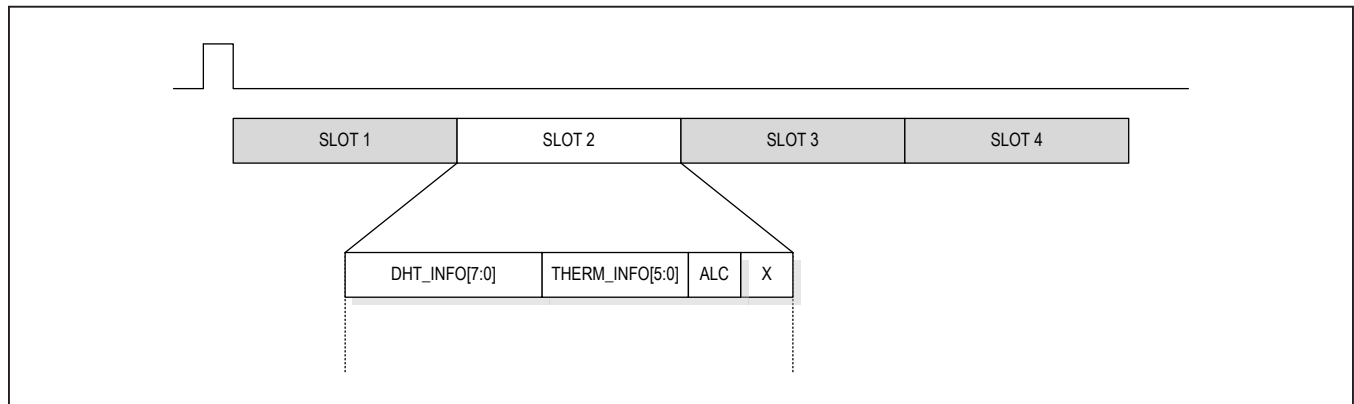 SLOT 1 SLOT 2 SLOT 3 SLOT 4
DHT_INFO[7:0] THERM_INFO[5:0] ALC X